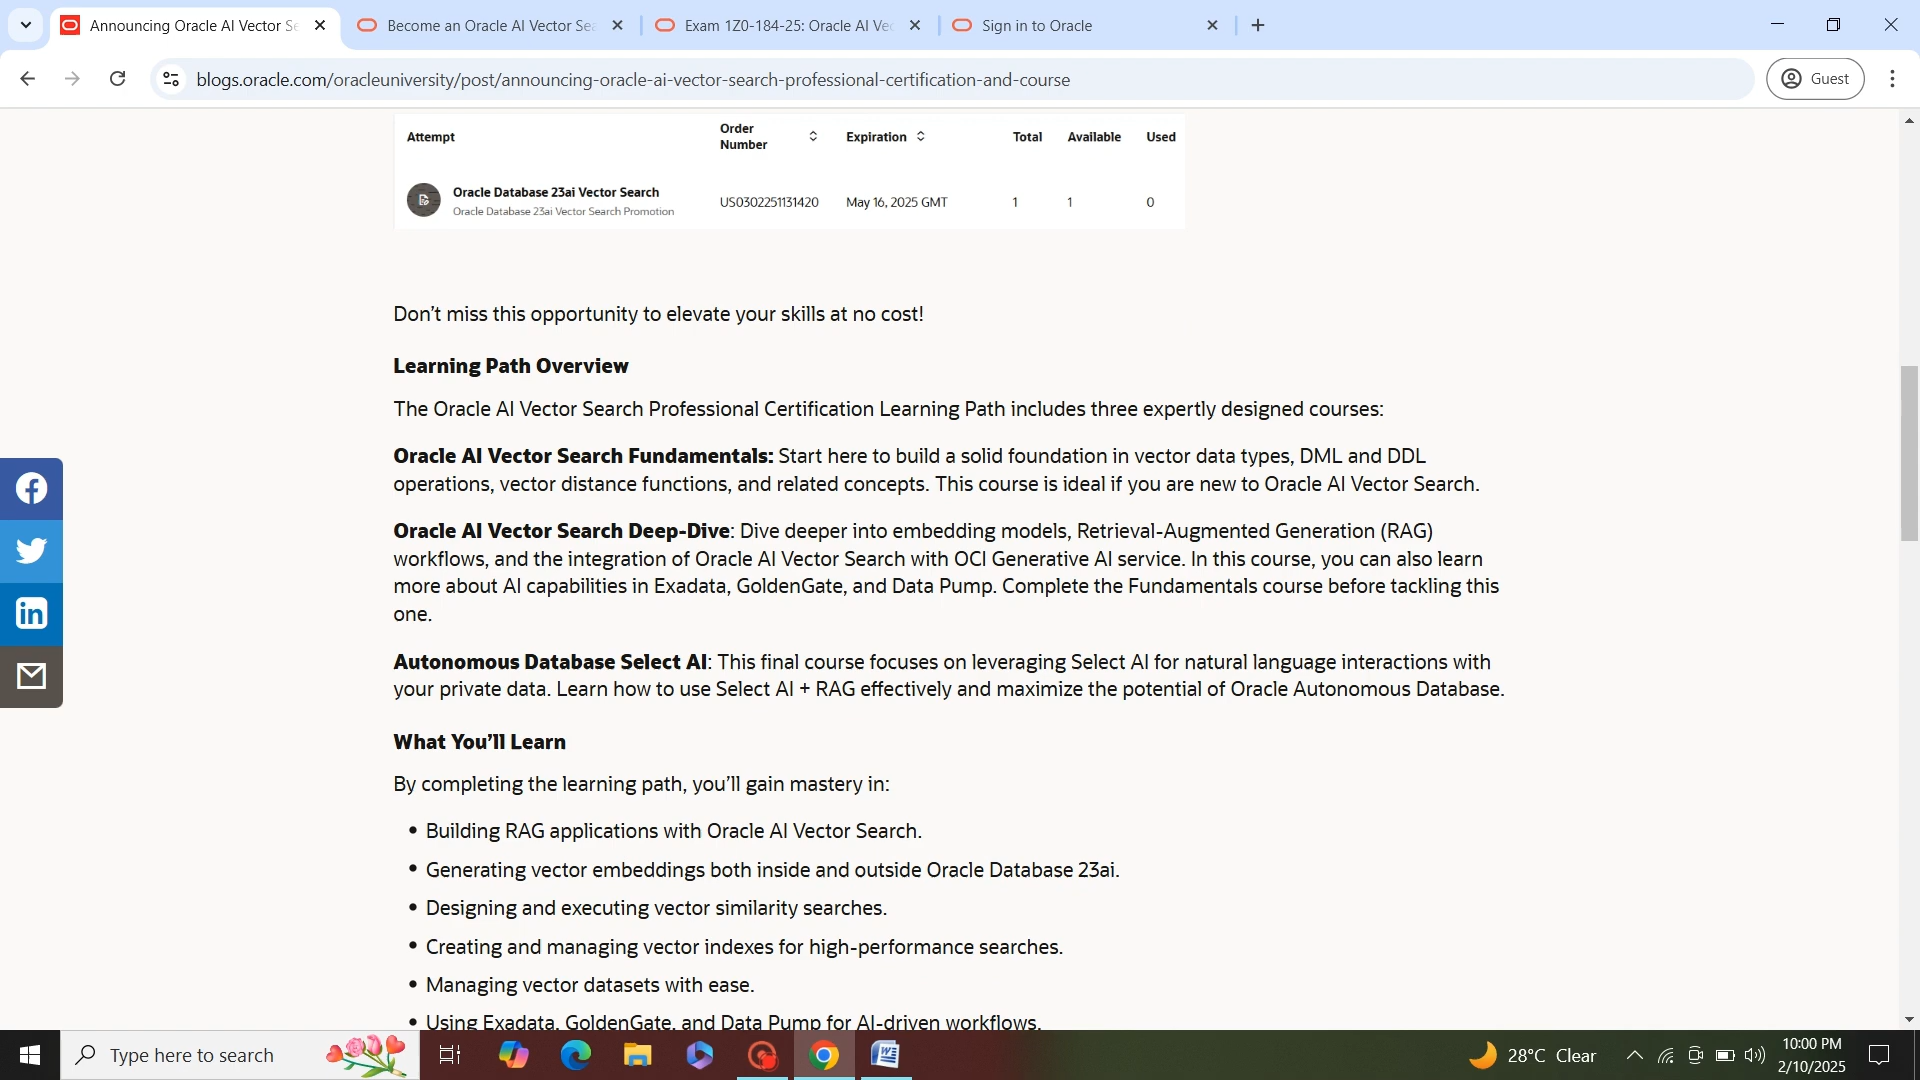 Announcing Oracle AI Vector Se
Become an Oracle AI Vector Sea
Exam 1Z0-184-25: Oracle AI Vec
Sign in to Oracle
blogs.oracle.com/oracleuniversity/post/announcing-oracle-ai-vector-search-professional-certification-and-course
Guest
Attempt Order Number Expiration Total Available Used
Oracle Database 23ai Vector Search US0302251131420 May 16, 2025 GMT 1 1 0
Oracle Database 23ai Vector Search Promotion
Don’t miss this opportunity to elevate your skills at no cost!
Learning Path Overview
The Oracle AI Vector Search Professional Certification Learning Path includes three expertly designed courses:
Oracle AI Vector Search Fundamentals: Start here to build a solid foundation in vector data types, DML and DDL
operations, vector distance functions, and related concepts. This course is ideal if you are new to Oracle AI Vector Search.
Oracle AI Vector Search Deep-Dive: Dive deeper into embedding models, Retrieval-Augmented Generation (RAG)
workflows, and the integration of Oracle AI Vector Search with OCI Generative AI service. In this course, you can also learn
more about AI capabilities in Exadata, GoldenGate, and Data Pump. Complete the Fundamentals course before tackling this
one.
Autonomous Database Select AI: This final course focuses on leveraging Select AI for natural language interactions with
your private data. Learn how to use Select AI + RAG effectively and maximize the potential of Oracle Autonomous Database.
What You’ll Learn
By completing the learning path, you’ll gain mastery in:
• Building RAG applications with Oracle AI Vector Search.
• Generating vector embeddings both inside and outside Oracle Database 23ai.
• Designing and executing vector similarity searches.
• Creating and managing vector indexes for high-performance searches.
• Managing vector datasets with ease.
• Using Exadata, GoldenGate, and Data Pump for AI-driven workflows.
Type here to search
28°C Clear
10:00 PM
2/10/2025